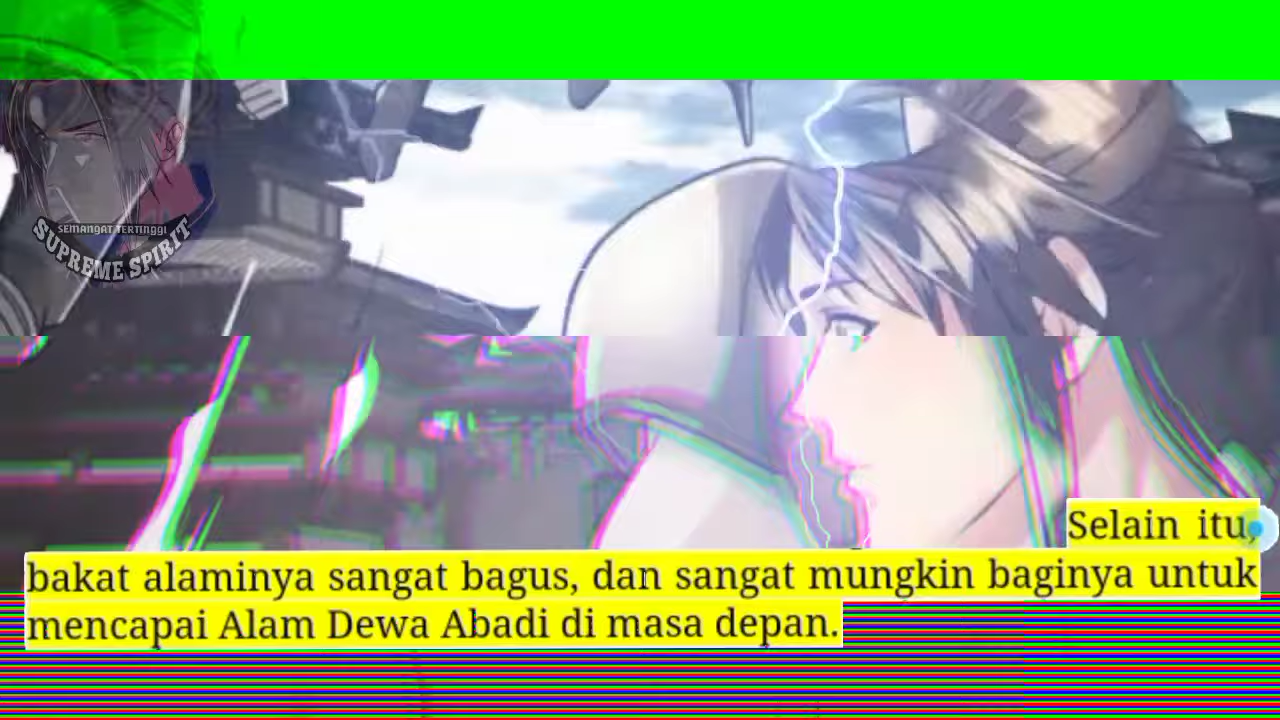 SEMANGAT TERTINGGI
SUPREME SPIRIT
Selain itu,
bakat alaminya sangat bagus, dan sangat mungkin baginya untuk
mencapai Alam Dewa Abadi di masa depan.